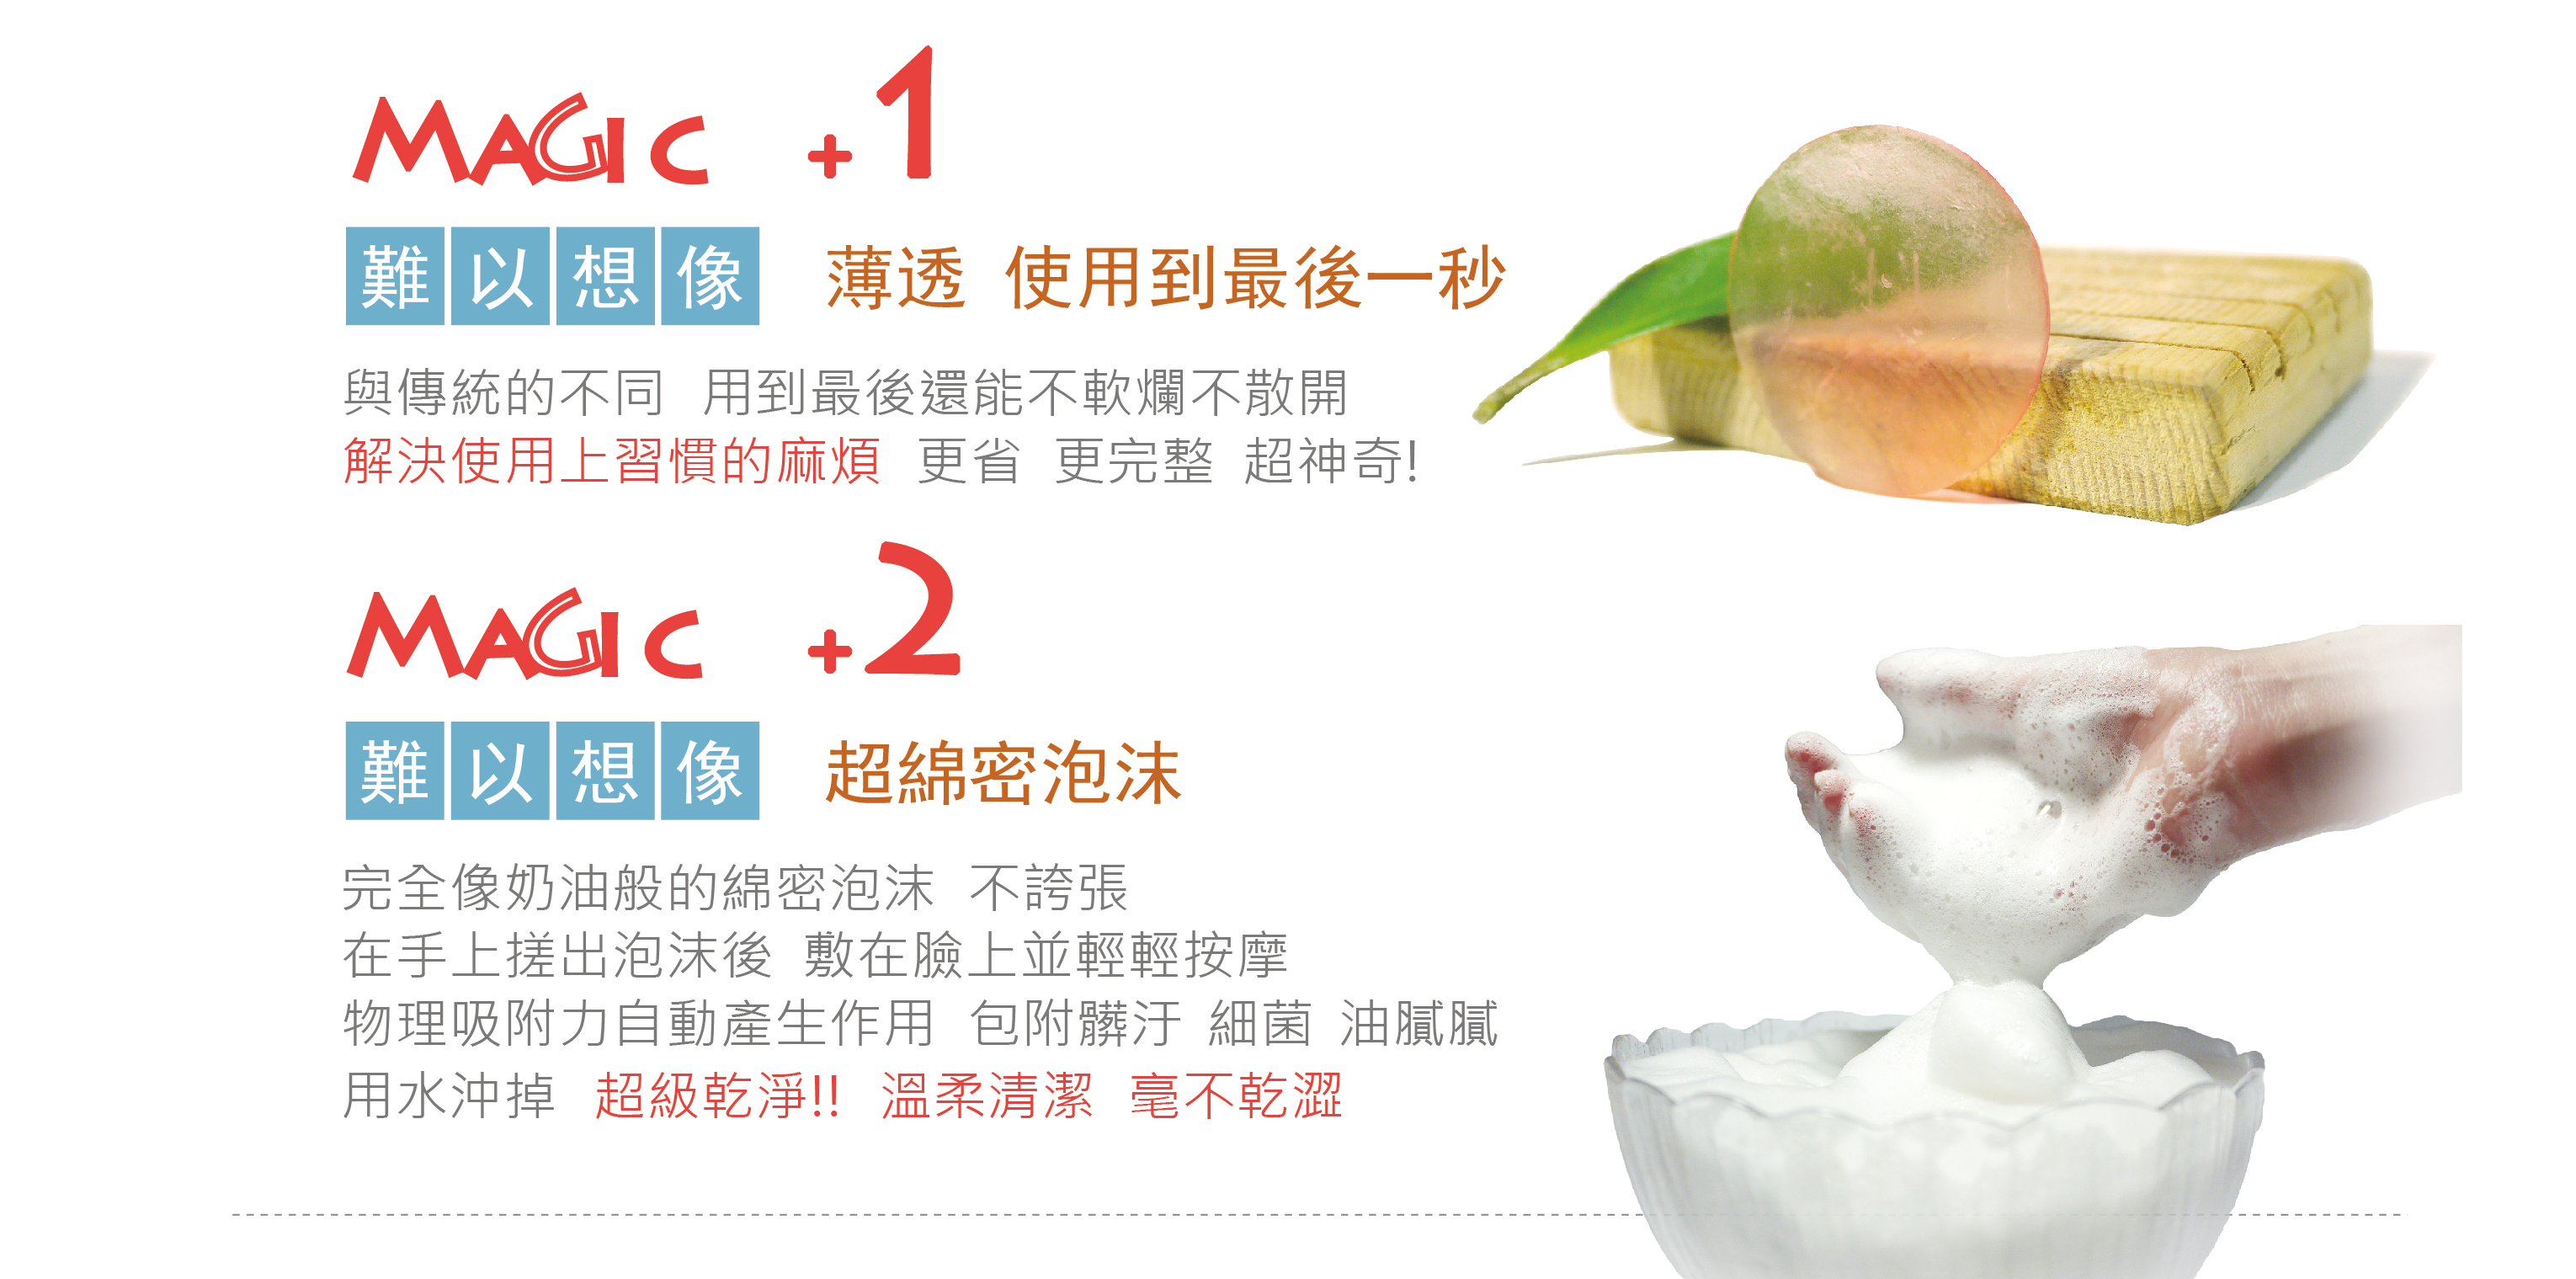 MAGIC +1
難以想像 薄透 使用到最後一秒
與傳統的不同 用到最後還能不軟爛不散開
解決使用上習慣的麻煩 更省 更完整 超神奇!
MAGIC +2
難以想像 超綿密泡沫
完全像奶油般的綿密泡沫 不誇張
在手上搓出泡沫後 敷在臉上並輕輕按摩
物理吸附力自動產生作用 包附髒汙 細菌 油膩膩
用水沖掉 超級乾淨!! 溫柔清潔 毫不乾澀